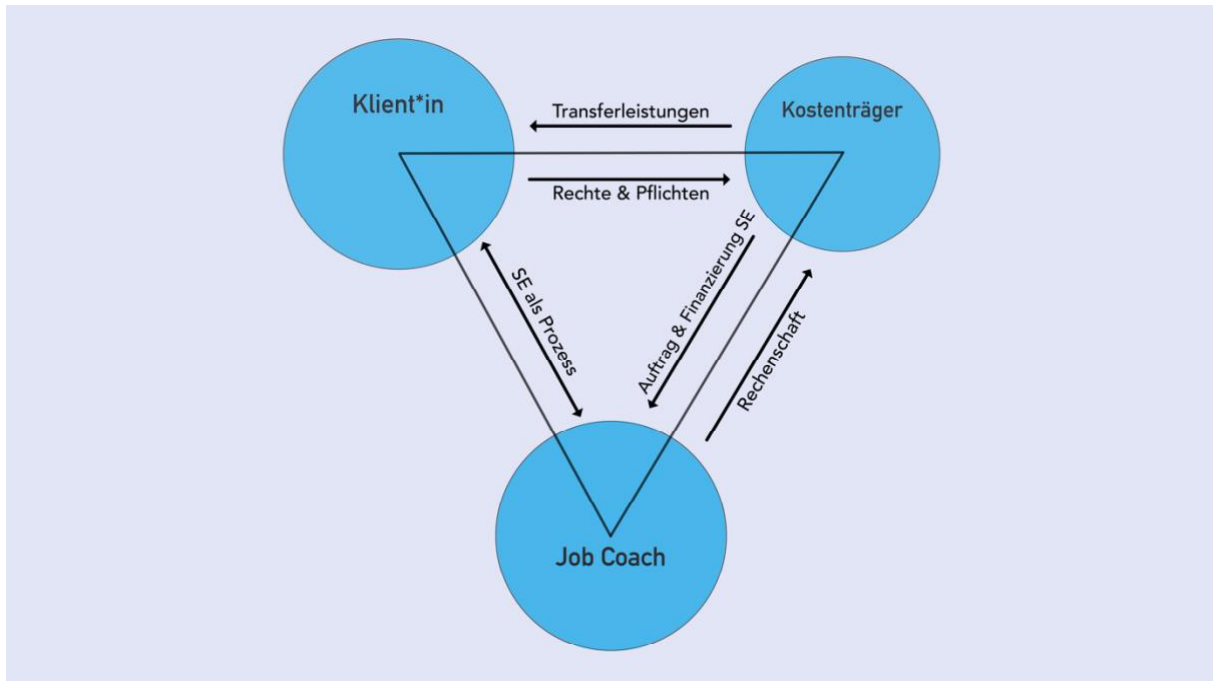 Klient*in
Transferleistungen
Kostenträger
Rechte & Pflichten
SE als Prozess
Auftrag & Finanzierung SE
Rechenschaft
Job Coach